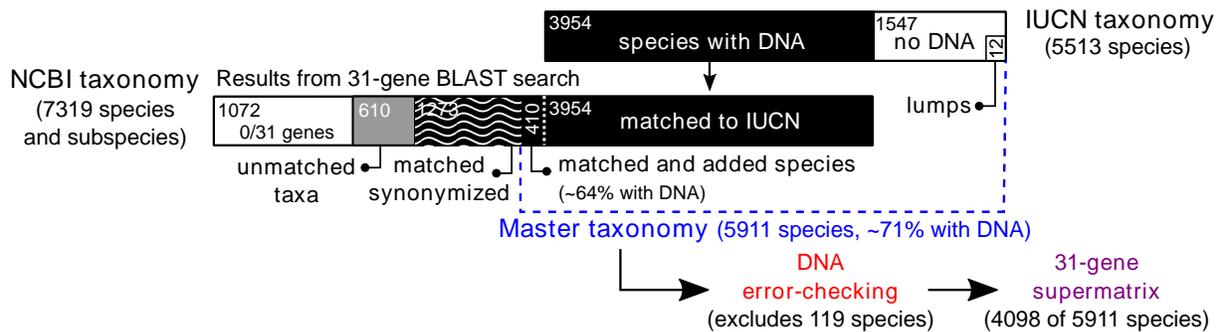 3954
species with DNA
1547
no DNA
12
IUCN taxonomy
(5513 species)
NCBI taxonomy
(7319 species
and subspecies)
Results from 31-gene BLAST search
lumps
1072
0/31 genes
610
1273
410
3954
matched to IUCN
unmatched
taxa
matched
synonymized
matched and added species
(~64% with DNA)
Master taxonomy (5911 species, ~71% with DNA)
DNA
error-checking
(excludes 119 species)
31-gene
supermatrix
(4098 of 5911 species)